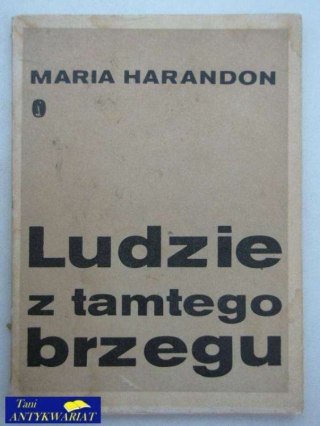 MARIA HARANDON
Ludzie
z tamtego
brzegu
Tani
ANTYKWARIAT